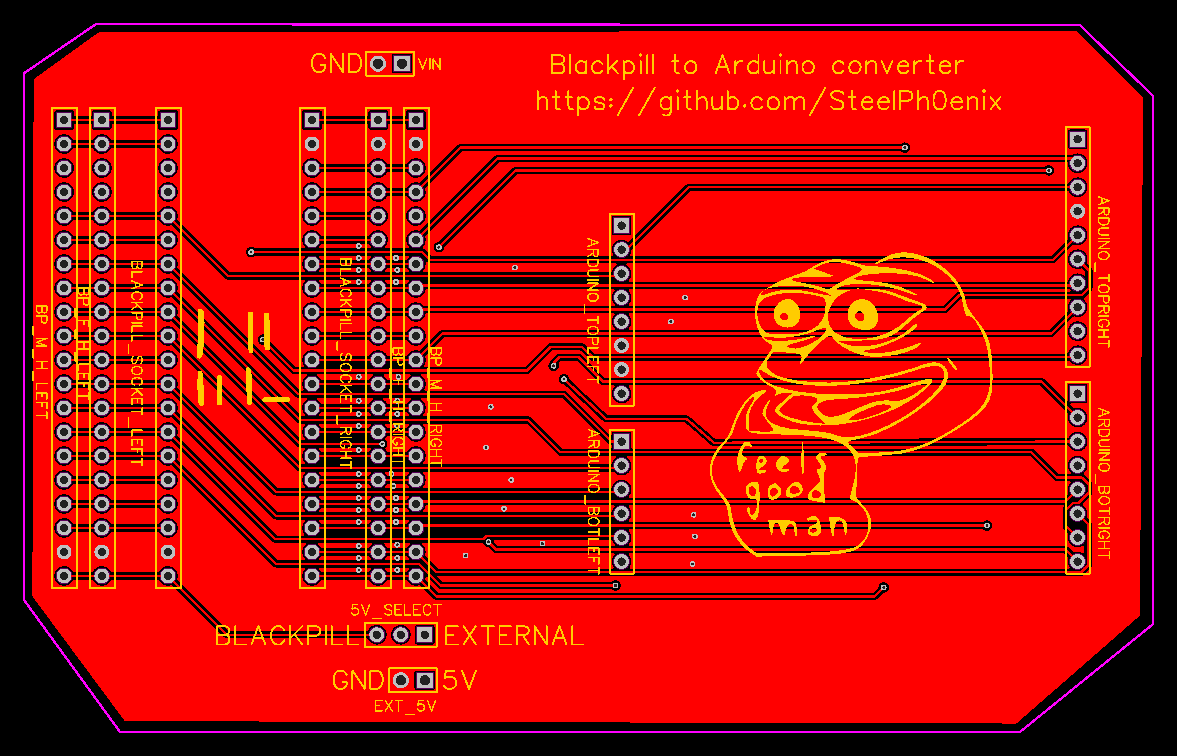 GND VIN
Blackpill to Arduino converter
https://github.com/SteelPh0enix
BP_M_H_LEFT
BP_F_H_LEFT
BLACKPILL_SOCKET_LEFT
BLACKPILL_SOCKET_RIGHT
BP_F_H_RIGHT
BP_M_H_RIGHT
ARDUINO_TOPLEFT
ARDUINO_BOTLEFT
ARDUINO_TOPRIGHT
ARDUINO_BOTRIGHT
feels
good
man
5V_SELECT
BLACKPILL EXTERNAL
GND 5V
EXT_5V